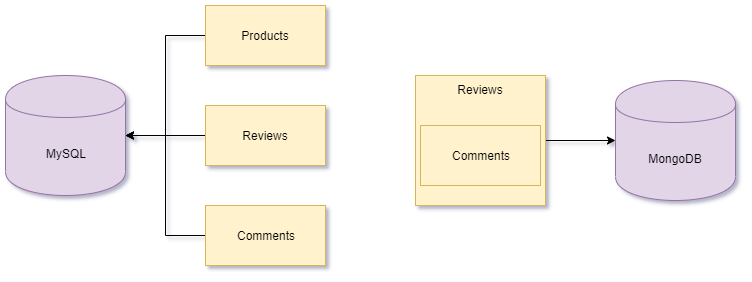 Products
MySQL
Reviews
Comments
Reviews
Comments
MongoDB